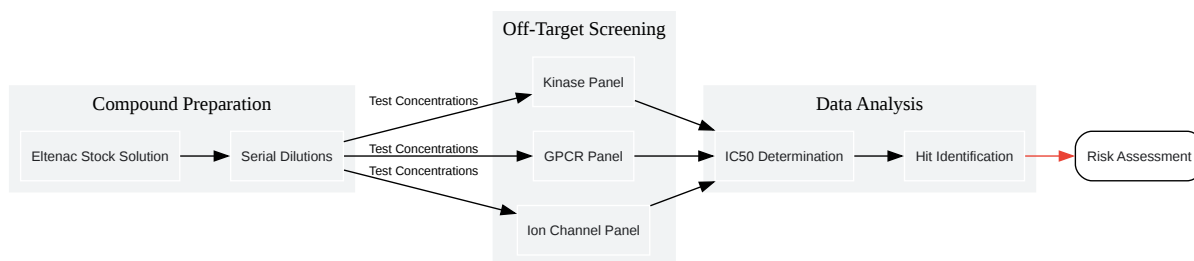 Off-Target Screening
Kinase Panel
Compound Preparation
Test Concentrations
Data Analysis
Eltenac Stock Solution
Serial Dilutions
Test Concentrations
GPCR Panel
IC50 Determination
Hit Identification
Risk Assessment
Test Concentrations
Ion Channel Panel